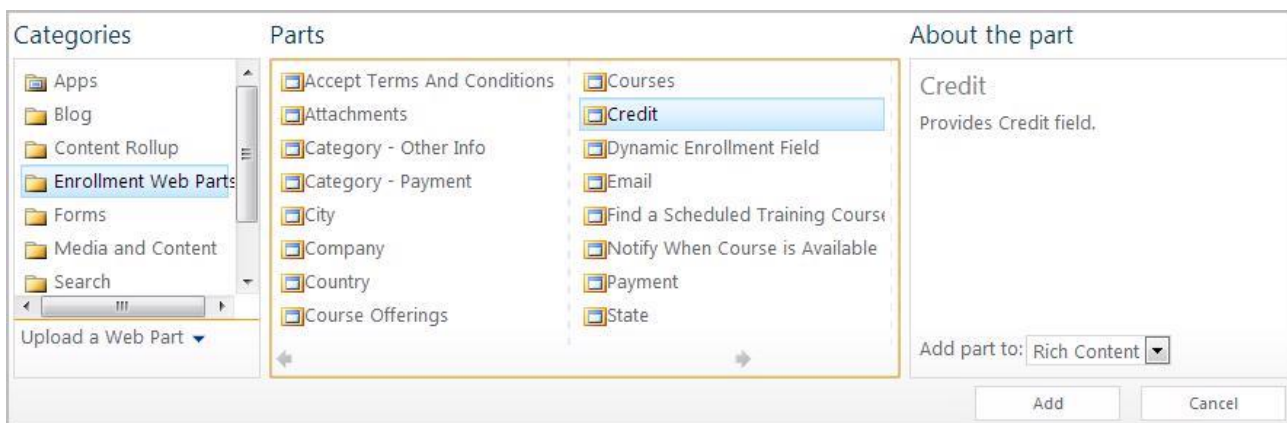 Categories
Apps
Blog
Content Rollup
Enrollment Web Parts
Forms
Media and Content
Search
Upload a Web Part
Parts
Accept Terms And Conditions
Attachments
Category - Other Info
Category - Payment
City
Company
Country
Course Offerings
Courses
Credit
Dynamic Enrollment Field
Email
Find a Scheduled Training Course
Notify When Course is Available
Payment
State
About the part
Credit
Provides Credit field.
Add part to: Rich Content
Add Cancel